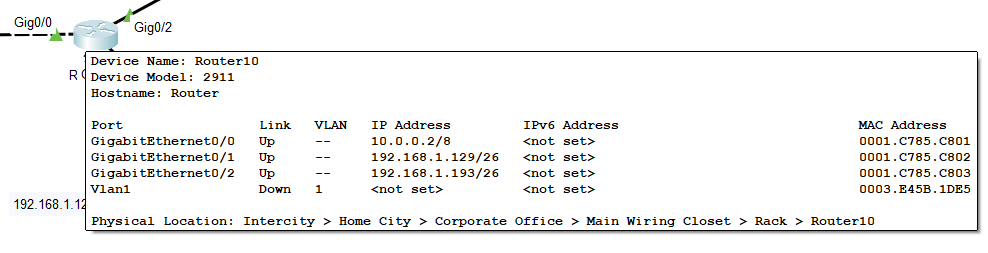 Gig0/0
Gig0/2
R
Device Name: Router10
Device Model: 2911
Hostname: Router
Port Link VLAN IP Address IPv6 Address MAC Address
GigabitEthernet0/0 Up -- 10.0.0.2/8 <not set> 0001.C785.C801
GigabitEthernet0/1 Up -- 192.168.1.129/26 <not set> 0001.C785.C802
GigabitEthernet0/2 Up -- 192.168.1.193/26 <not set> 0001.C785.C803
Vlan1 Down 1 <not set> <not set> 0003.E45B.1DE5
192.168.1.12
Physical Location: Intercity > Home City > Corporate Office > Main Wiring Closet > Rack > Router10